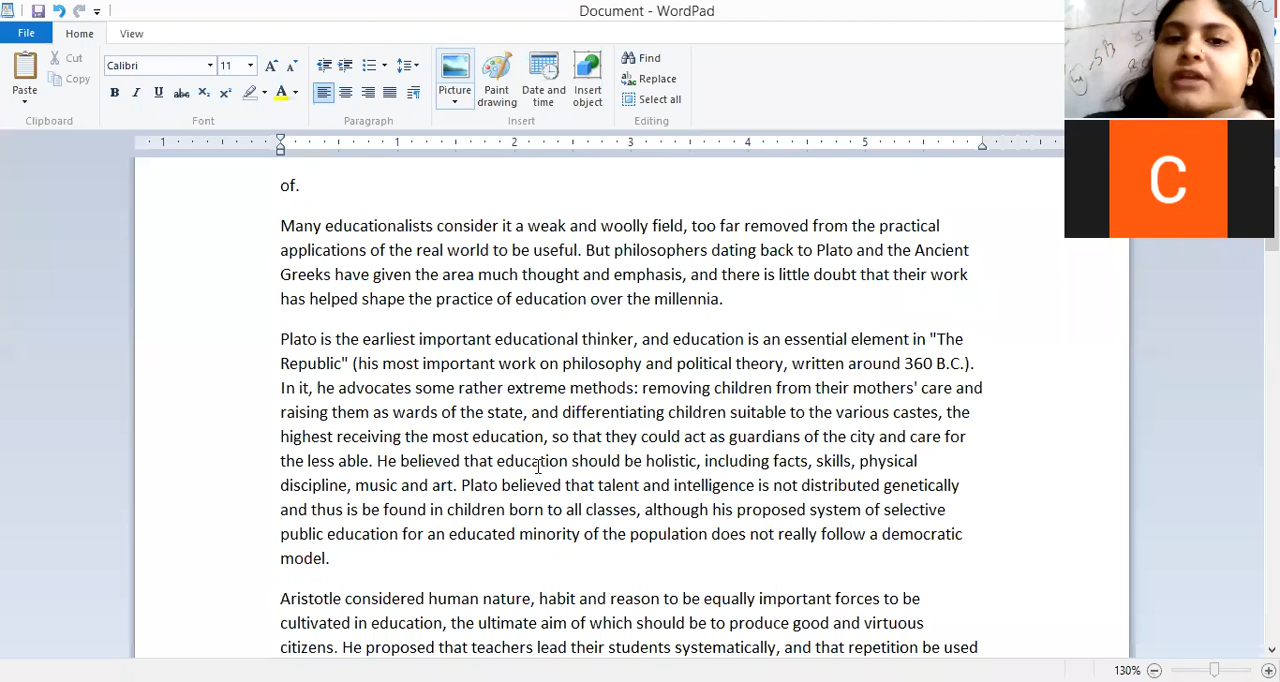 Document - WordPad
File
Home
View
Paste
Cut
Copy
Clipboard
Calibri
11
Font
Paragraph
Picture
Paint drawing
Date and time
Insert object
Insert
Find
Replace
Select all
Editing
1 1 2 3 4 5
of.
Many educationalists consider it a weak and woolly field, too far removed from the practical
applications of the real world to be useful. But philosophers dating back to Plato and the Ancient
Greeks have given the area much thought and emphasis, and there is little doubt that their work
has helped shape the practice of education over the millennia.
Plato is the earliest important educational thinker, and education is an essential element in "The
Republic" (his most important work on philosophy and political theory, written around 360 B.C.).
In it, he advocates some rather extreme methods: removing children from their mothers' care and
raising them as wards of the state, and differentiating children suitable to the various castes, the
highest receiving the most education, so that they could act as guardians of the city and care for
the less able. He believed that education should be holistic, including facts, skills, physical
discipline, music and art. Plato believed that talent and intelligence is not distributed genetically
and thus is be found in children born to all classes, although his proposed system of selective
public education for an educated minority of the population does not really follow a democratic
model.
Aristotle considered human nature, habit and reason to be equally important forces to be
cultivated in education, the ultimate aim of which should be to produce good and virtuous
citizens. He proposed that teachers lead their students systematically, and that repetition be used
C
130%